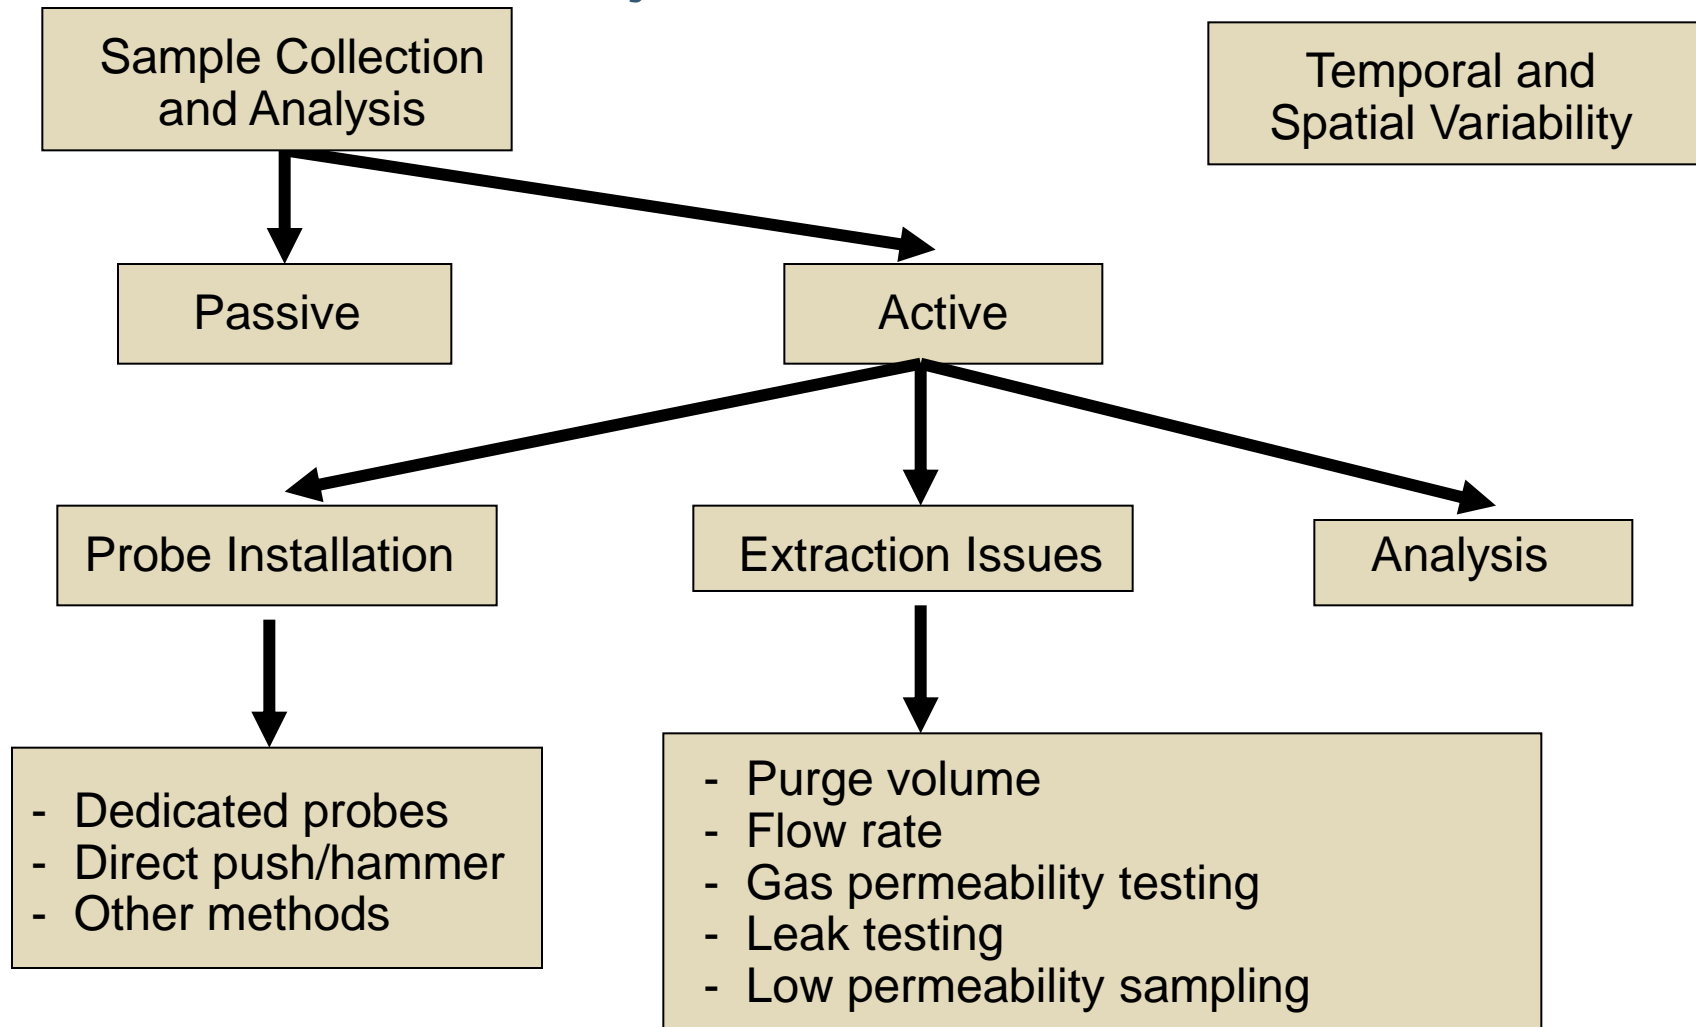 Sample Collection
and Analysis
Temporal and
Spatial Variability
Passive
Active
Probe Installation
Extraction Issues
Analysis
- Dedicated probes
- Direct push/hammer
- Other methods
- Purge volume
- Flow rate
- Gas permeability testing
- Leak testing
- Low permeability sampling